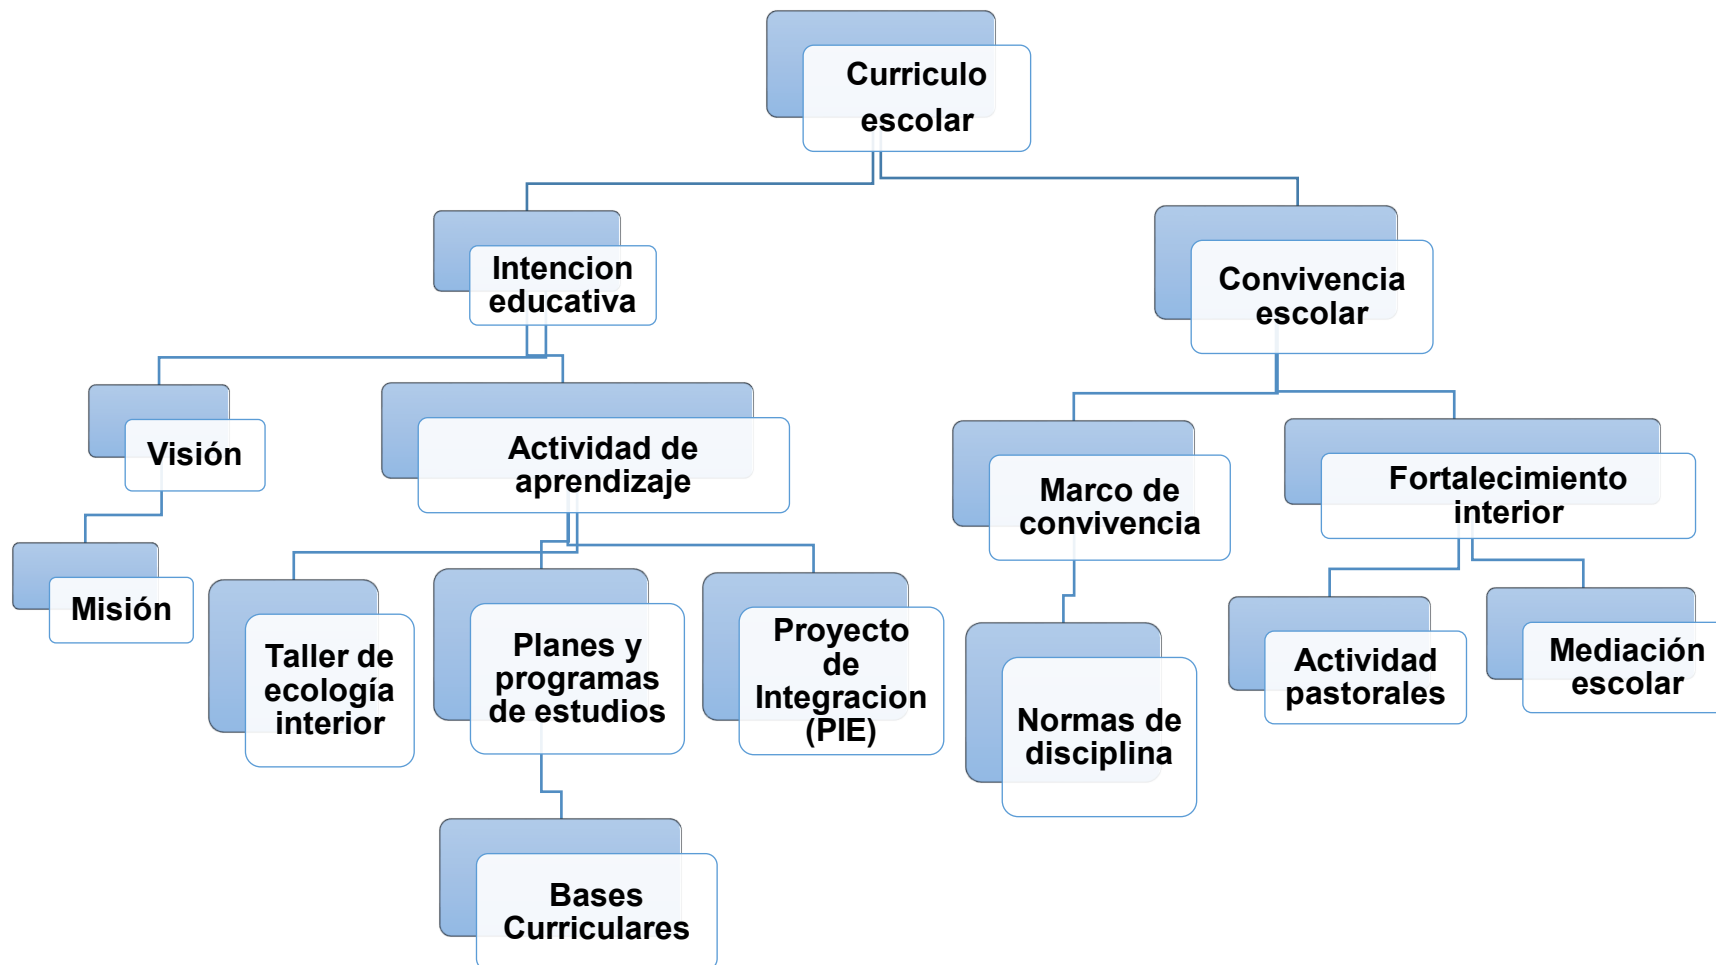 Curriculo
escolar
Intencion
educativa
Convivencia
escolar
Visión
Actividad de
aprendizaje
Marco de
convivencia
Fortalecimiento
interior
Misión
Taller de
ecología
interior
Planes y
programas
de estudios
Proyecto
de
Integracion
(PIE)
Normas de
disciplina
Actividad
pastorales
Mediación
escolar
Bases
Curriculares